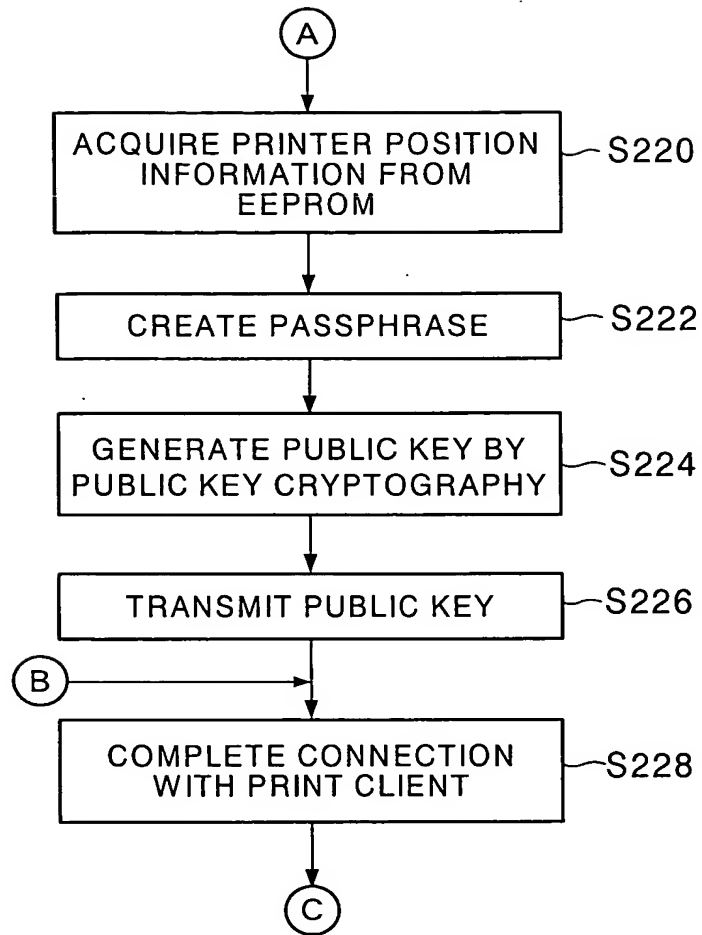 A
ACQUIRE PRINTER POSITION
INFORMATION FROM
EEPROM
S220
CREATE PASSPHRASE
S222
GENERATE PUBLIC KEY BY
PUBLIC KEY CRYPTOGRAPHY
S224
TRANSMIT PUBLIC KEY
S226
B
COMPLETE CONNECTION
WITH PRINT CLIENT
S228
C